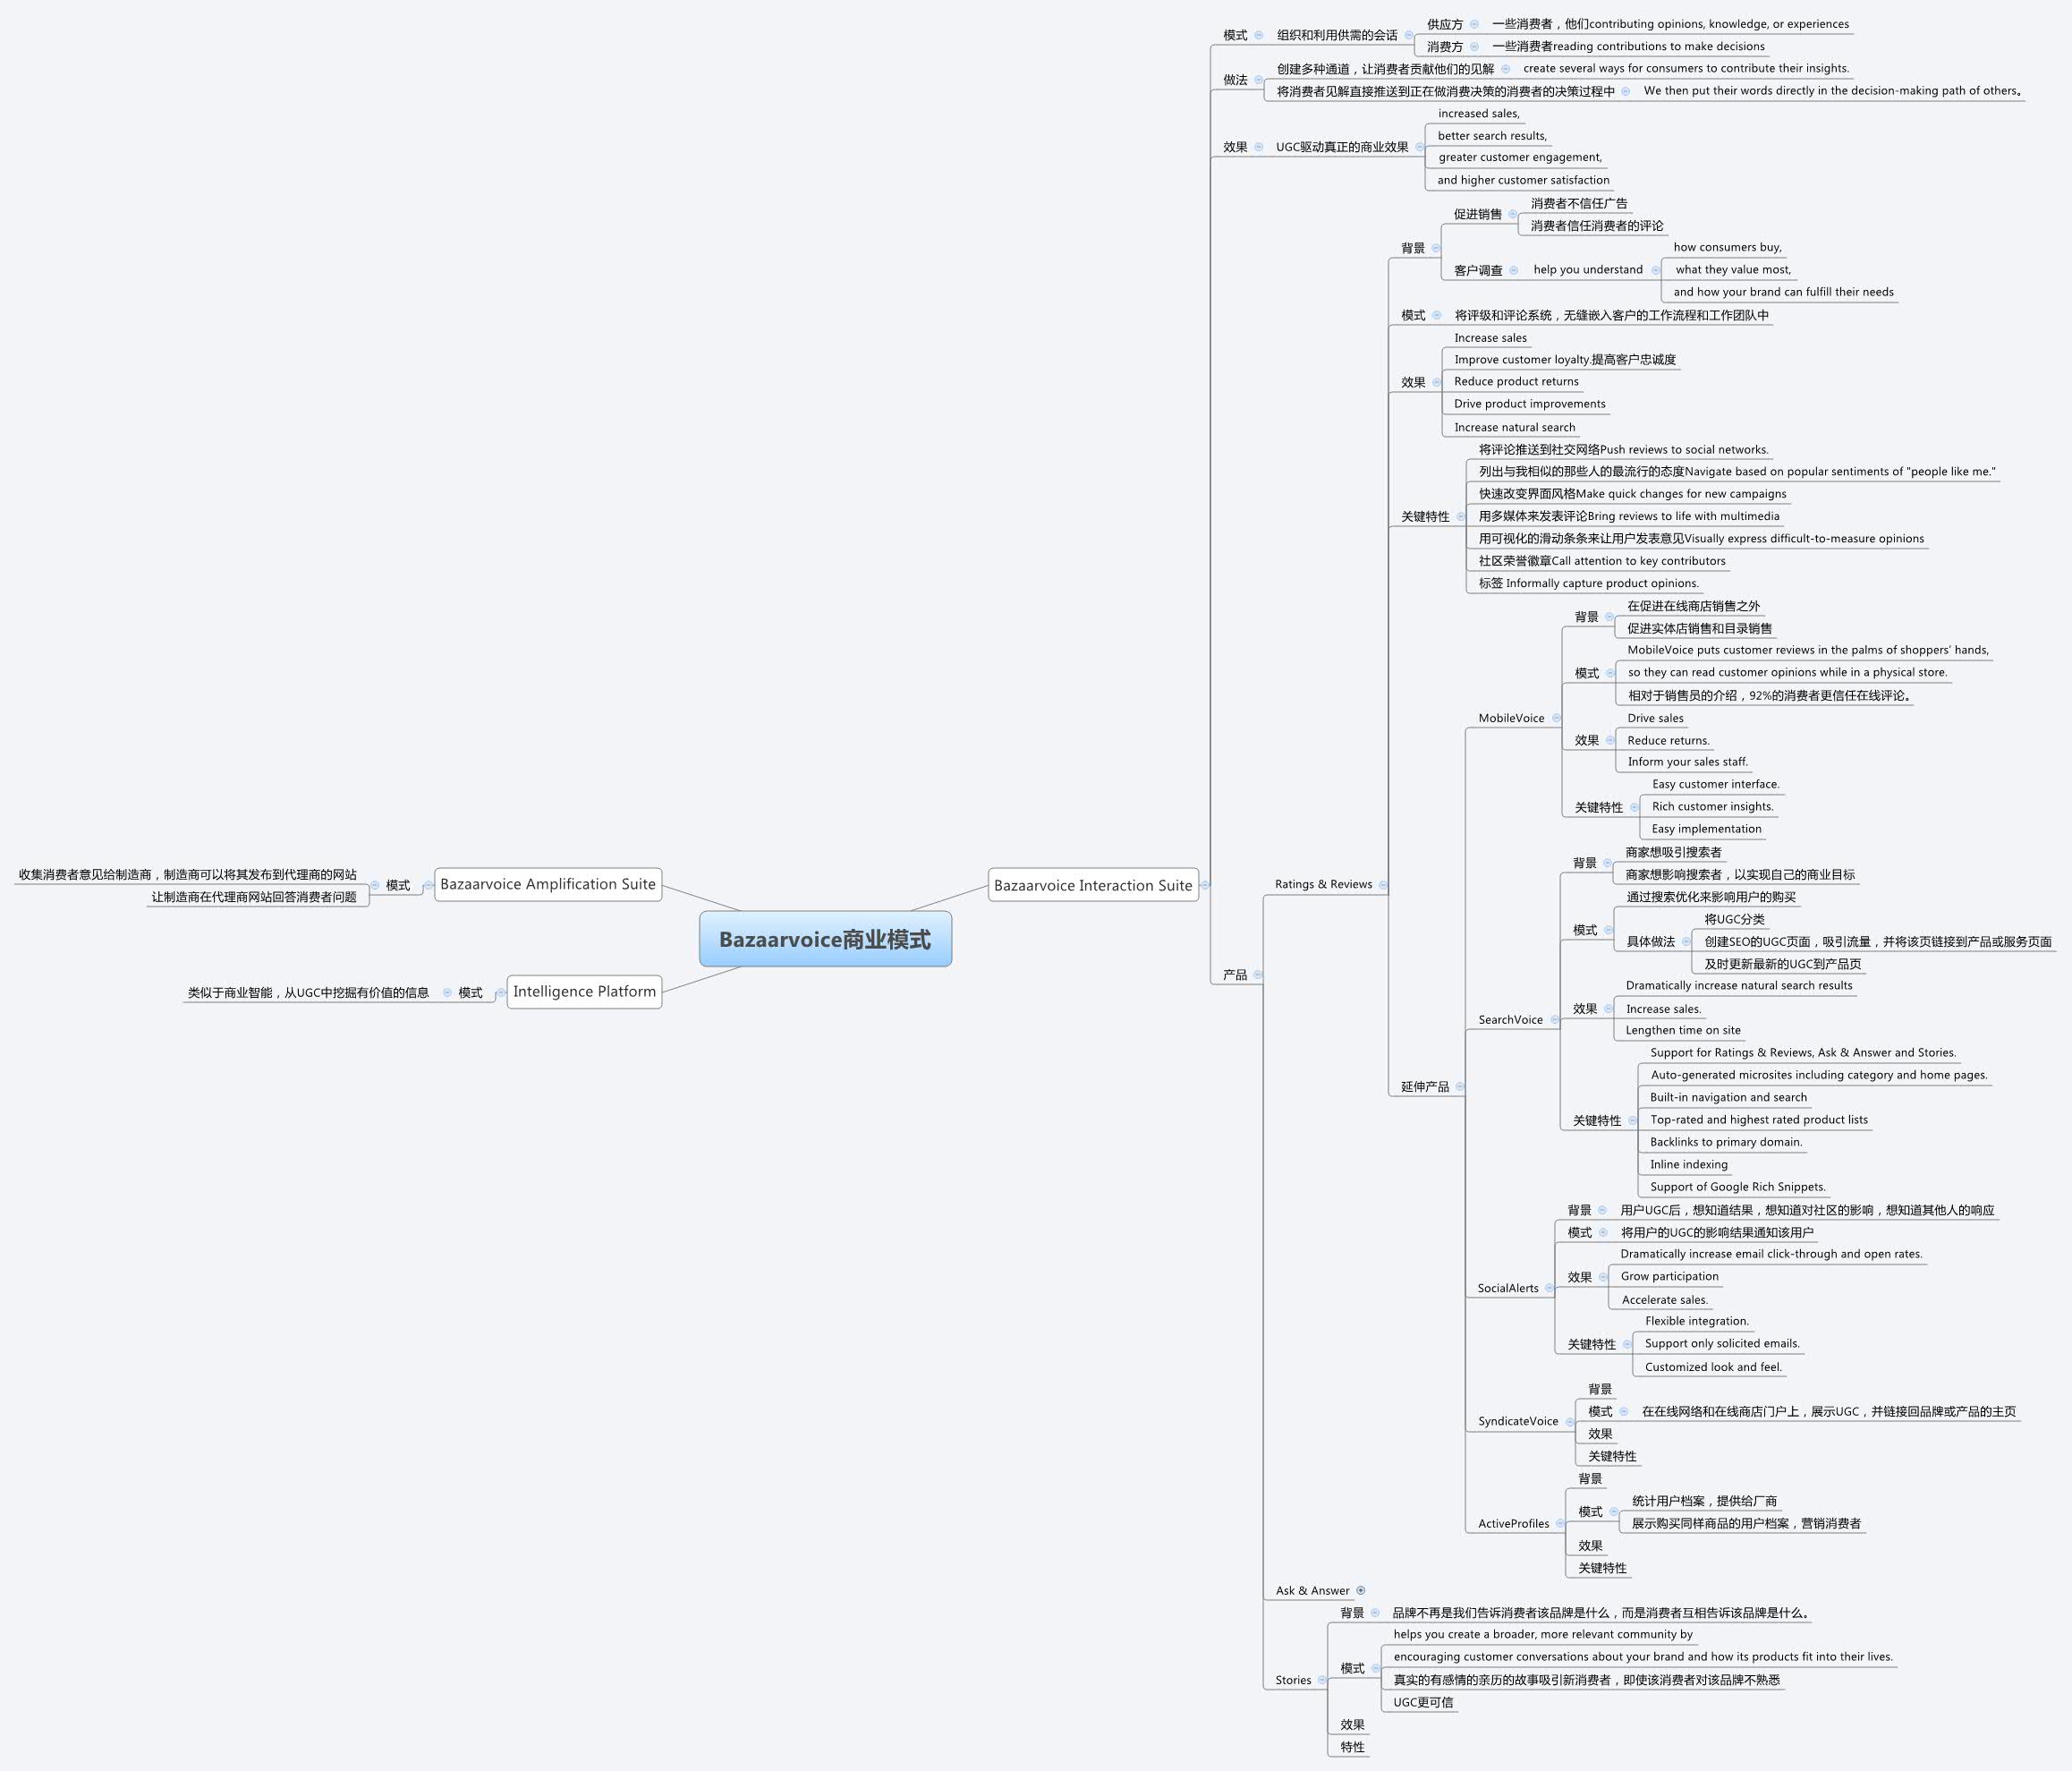 Bazaarvoice商业模式
Bazaarvoice Interaction Suite
模式
组织和利用供需的会话
供应方
一些消费者，他们contributing opinions, knowledge, or experiences
消费方
一些消费者reading contributions to make decisions
做法
创建多种通道，让消费者贡献他们的见解
create several ways for consumers to contribute their insights.
将消费者见解直接推送到正在做消费决策的消费者的决策过程中
We then put their words directly in the decision-making path of others。
效果
UGC驱动真正的商业效果
increased sales,
better search results,
greater customer engagement,
and higher customer satisfaction
产品
Ratings & Reviews
背景
促进销售
消费者不信任广告
消费者信任消费者的评论
客户调查
help you understand
how consumers buy,
what they value most,
and how your brand can fulfill their needs
模式
将评级和评论系统，无缝嵌入客户的工作流程和工作团队中
效果
Increase sales
Improve customer loyalty.提高客户忠诚度
Reduce product returns
Drive product improvements
Increase natural search
关键特性
将评论推送到社交网络Push reviews to social networks.
列出与我相似的那些人的最流行的态度Navigate based on popular sentiments of "people like me."
快速改变界面风格Make quick changes for new campaigns
用多媒体来发表评论Bring reviews to life with multimedia
用可视化的滑动条条来让用户发表意见Visually express difficult-to-measure opinions
社区荣誉徽章Call attention to key contributors
标签 Informally capture product opinions.
延伸产品
MobileVoice
背景
在促进在线商店销售之外
促进实体店销售和目录销售
模式
MobileVoice puts customer reviews in the palms of shoppers' hands,
so they can read customer opinions while in a physical store.
相对于销售员的介绍，92%的消费者更信任在线评论。
效果
Drive sales
Reduce returns.
Inform your sales staff.
关键特性
Easy customer interface.
Rich customer insights.
Easy implementation
SearchVoice
背景
商家想吸引搜索者
商家想影响搜索者，以实现自己的商业目标
模式
通过搜索优化来影响用户的购买
具体做法
将UGC分类
创建SEO的UGC页面，吸引流量，并将该页链接到产品或服务页面
及时更新最新的UGC到产品页
效果
Dramatically increase natural search results
Increase sales.
Lengthen time on site
关键特性
Support for Ratings & Reviews, Ask & Answer and Stories.
Auto-generated microsites including category and home pages.
Built-in navigation and search
Top-rated and highest rated product lists
Backlinks to primary domain.
Inline indexing
Support of Google Rich Snippets.
SocialAlerts
背景
用户UGC后，想知道结果，想知道对社区的影响，想知道其他人的响应
模式
将用户的UGC的影响结果通知该用户
效果
Dramatically increase email click-through and open rates.
Grow participation
Accelerate sales.
关键特性
Flexible integration.
Support only solicited emails.
Customized look and feel.
SyndicateVoice
背景
模式
在在线网络和在线商店门户上，展示UGC，并链接回品牌或产品的主页
效果
关键特性
ActiveProfiles
背景
模式
统计用户档案，提供给厂商
展示购买同样商品的用户档案，营销消费者
效果
关键特性
Ask & Answer
Stories
背景
品牌不再是我们告诉消费者该品牌是什么，而是消费者互相告诉该品牌是什么。
模式
helps you create a broader, more relevant community by
encouraging customer conversations about your brand and how its products fit into their lives.
真实的有感情的亲历的故事吸引新消费者，即使该消费者对该品牌不熟悉
UGC更可信
效果
特性
Bazaarvoice Amplification Suite
模式
收集消费者意见给制造商，制造商可以将其发布到代理商的网站
让制造商在代理商网站回答消费者问题
Intelligence Platform
模式
类似于商业智能，从UGC中挖掘有价值的信息